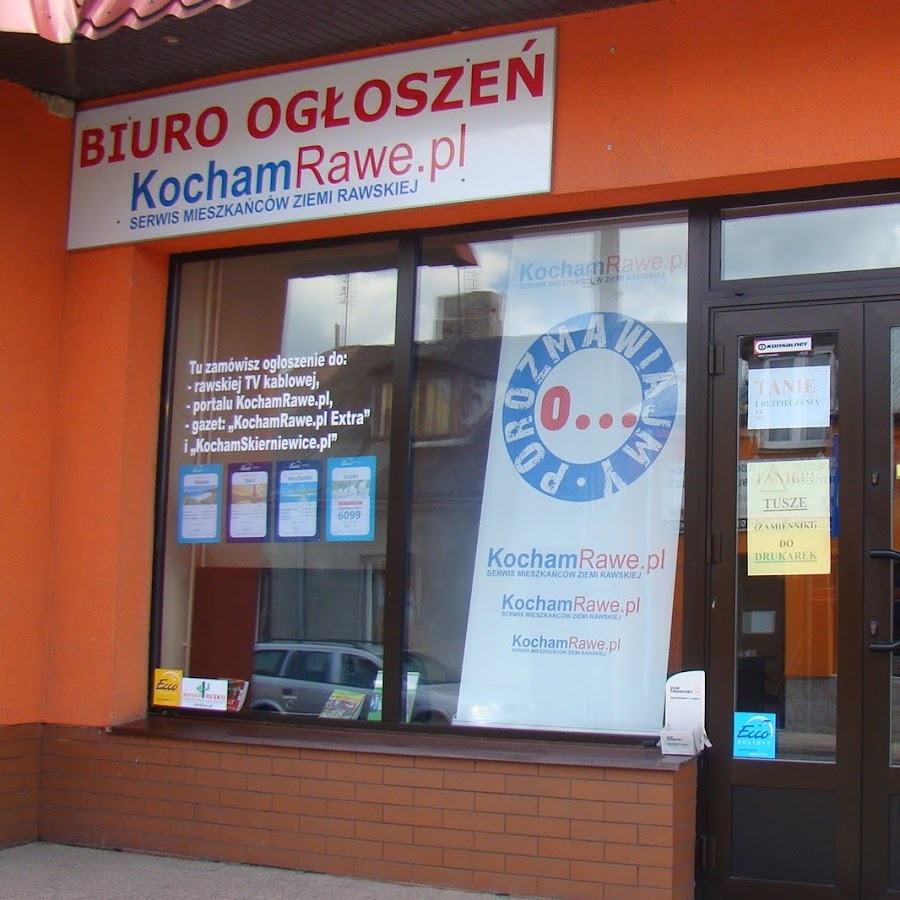 BIURO OGŁOSZEŃ
KochamRawe.pl
SERWIS MIESZKAŃCÓW ZIEMI RAWSKIEJ
Tu zamówisz ogłoszenie do:
- rawskiej TV kablowej,
- portalu KochamRawe.pl,
- gazet: „KochamRawe.pl Extra”
i „KochamSkierniewice.pl”
6099
KochamRawe.pl
SERWIS MIESZKAŃCÓW ZIEMI RAWSKIEJ
POROZMAWIAJMY
O...
KochamRawe.pl
SERWIS MIESZKAŃCÓW ZIEMI RAWSKIEJ
KochamRawe.pl
SERWIS MIESZKAŃCÓW ZIEMI RAWSKIEJ
KochamRawe.pl
SERWIS MIESZKAŃCÓW ZIEMI RAWSKIEJ
Konsalnet
TANIE
UBEZPIECZENIA
TUSZE
(ZAMIENNIKI)
DO
DRUKAREK
Ecco
MEXICO
Ecco
HOLIDAY